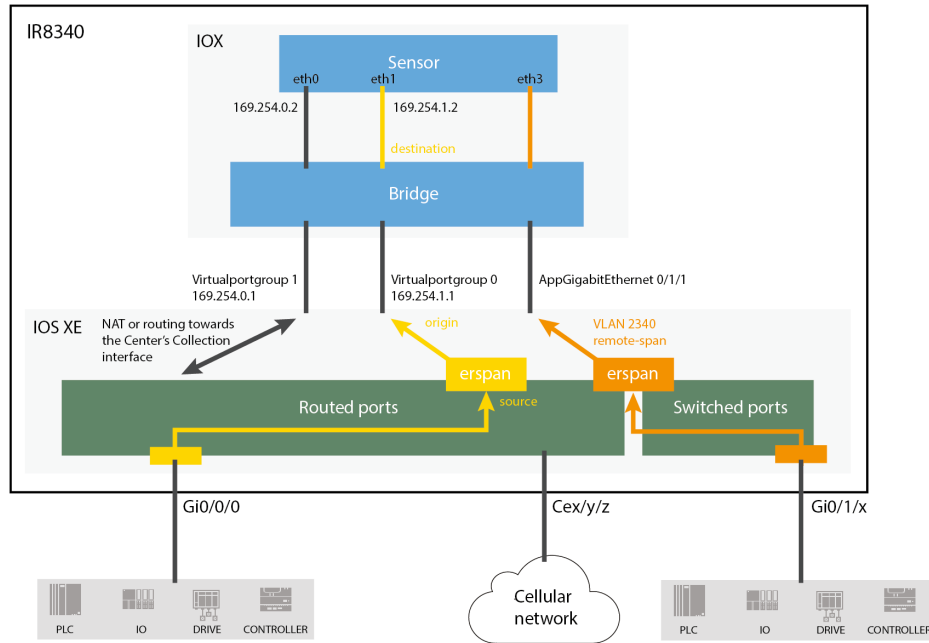 IR8340
IOX
Sensor
eth0
eth1
eth3
169.254.0.2
169.254.1.2
destination
Bridge
Virtualportgroup 1
169.254.0.1
Virtualportgroup 0
169.254.1.1
AppGigabitEthernet 0/1/1
IOS XE
NAT or routing towards
the Center's Collection
interface
origin
VLAN 2340
remote-span
erspan
erspan
Routed ports
source
Switched ports
Gi0/0/0
Cex/y/z
Gi0/1/x
PLC
IO
DRIVE
CONTROLLER
Cellular
network
PLC
IO
DRIVE
CONTROLLER